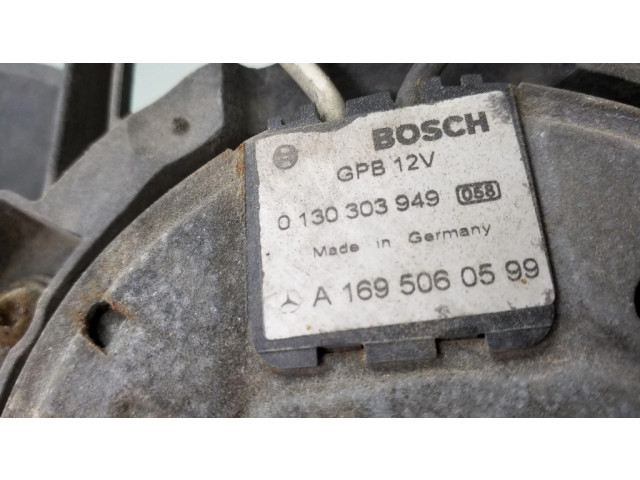 BOSCH
GPB 12V
0 130 303 949 058
Made in Germany
A 169 506 05 99